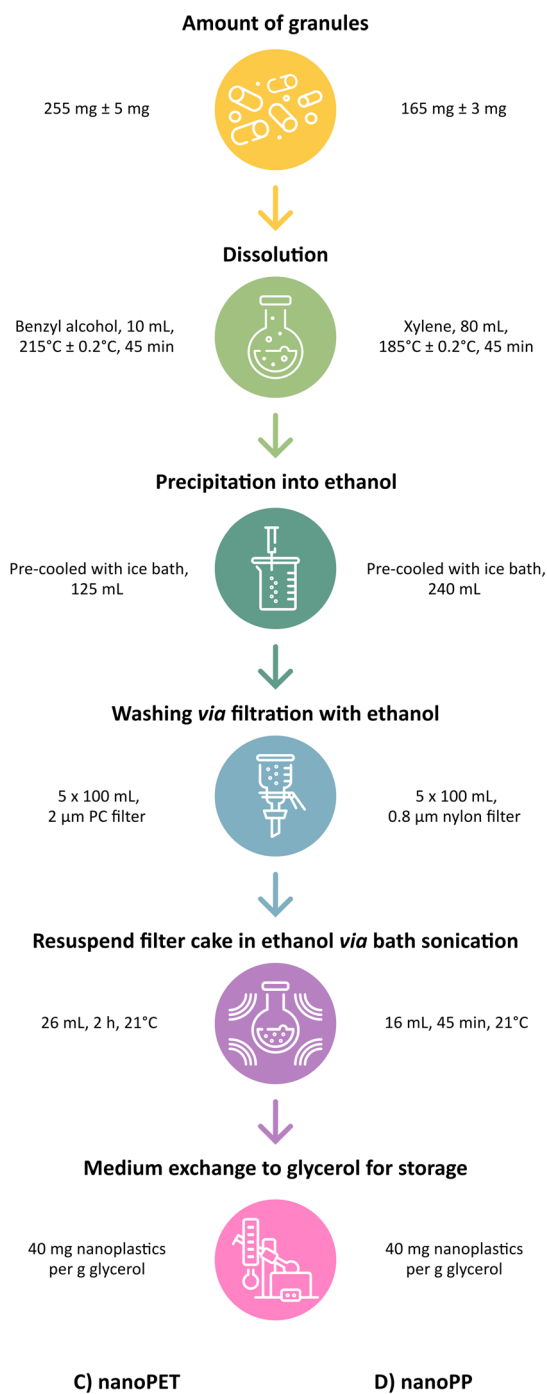 Amount of granules
255 mg ± 5 mg
165 mg ± 3 mg
Dissolution
Benzyl alcohol, 10 mL,
215°C ± 0.2°C, 45 min
Xylene, 80 mL,
185°C ± 0.2°C, 45 min
Precipitation into ethanol
Pre-cooled with ice bath,
125 mL
Pre-cooled with ice bath,
240 mL
Washing via filtration with ethanol
5 x 100 mL,
2 µm PC filter
5 x 100 mL,
0.8 µm nylon filter
Resuspend filter cake in ethanol via bath sonication
26 mL, 2 h, 21°C
16 mL, 45 min, 21°C
Medium exchange to glycerol for storage
40 mg nanoplastics
per g glycerol
40 mg nanoplastics
per g glycerol
C) nanoPET
D) nanoPP